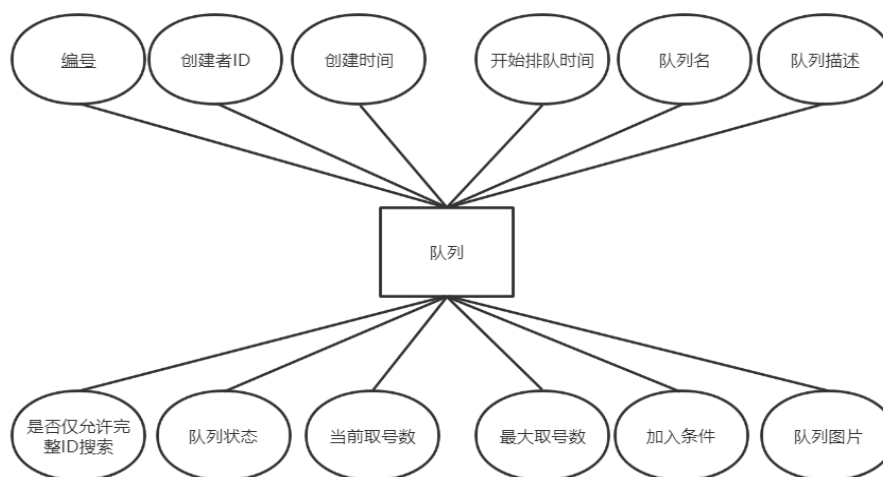 编号
创建者ID
创建时间
开始排队时间
队列名
队列描述
队列
是否仅允许完
整ID搜索
队列状态
当前取号数
最大取号数
加入条件
队列图片